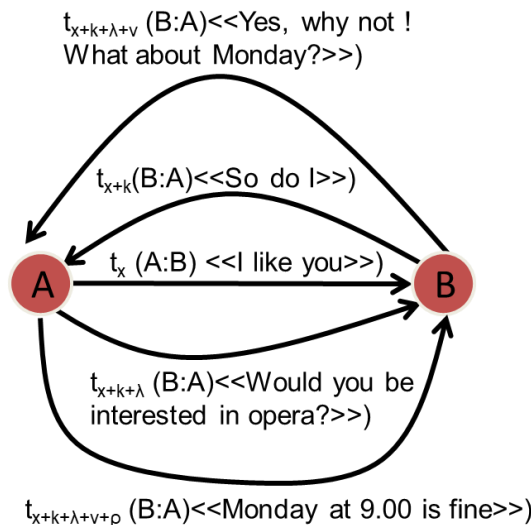 tx+k+λ+ν (B:A)<<Yes, why not !
What about Monday?>>)
tx+k(B:A)<<So do I>>)
tx (A:B) <<I like you>>)
A
B
tx+k+λ (B:A)<<Would you be
interested in opera?>>)
tx+k+λ+ν+ρ (B:A)<<Monday at 9.00 is fine>>)